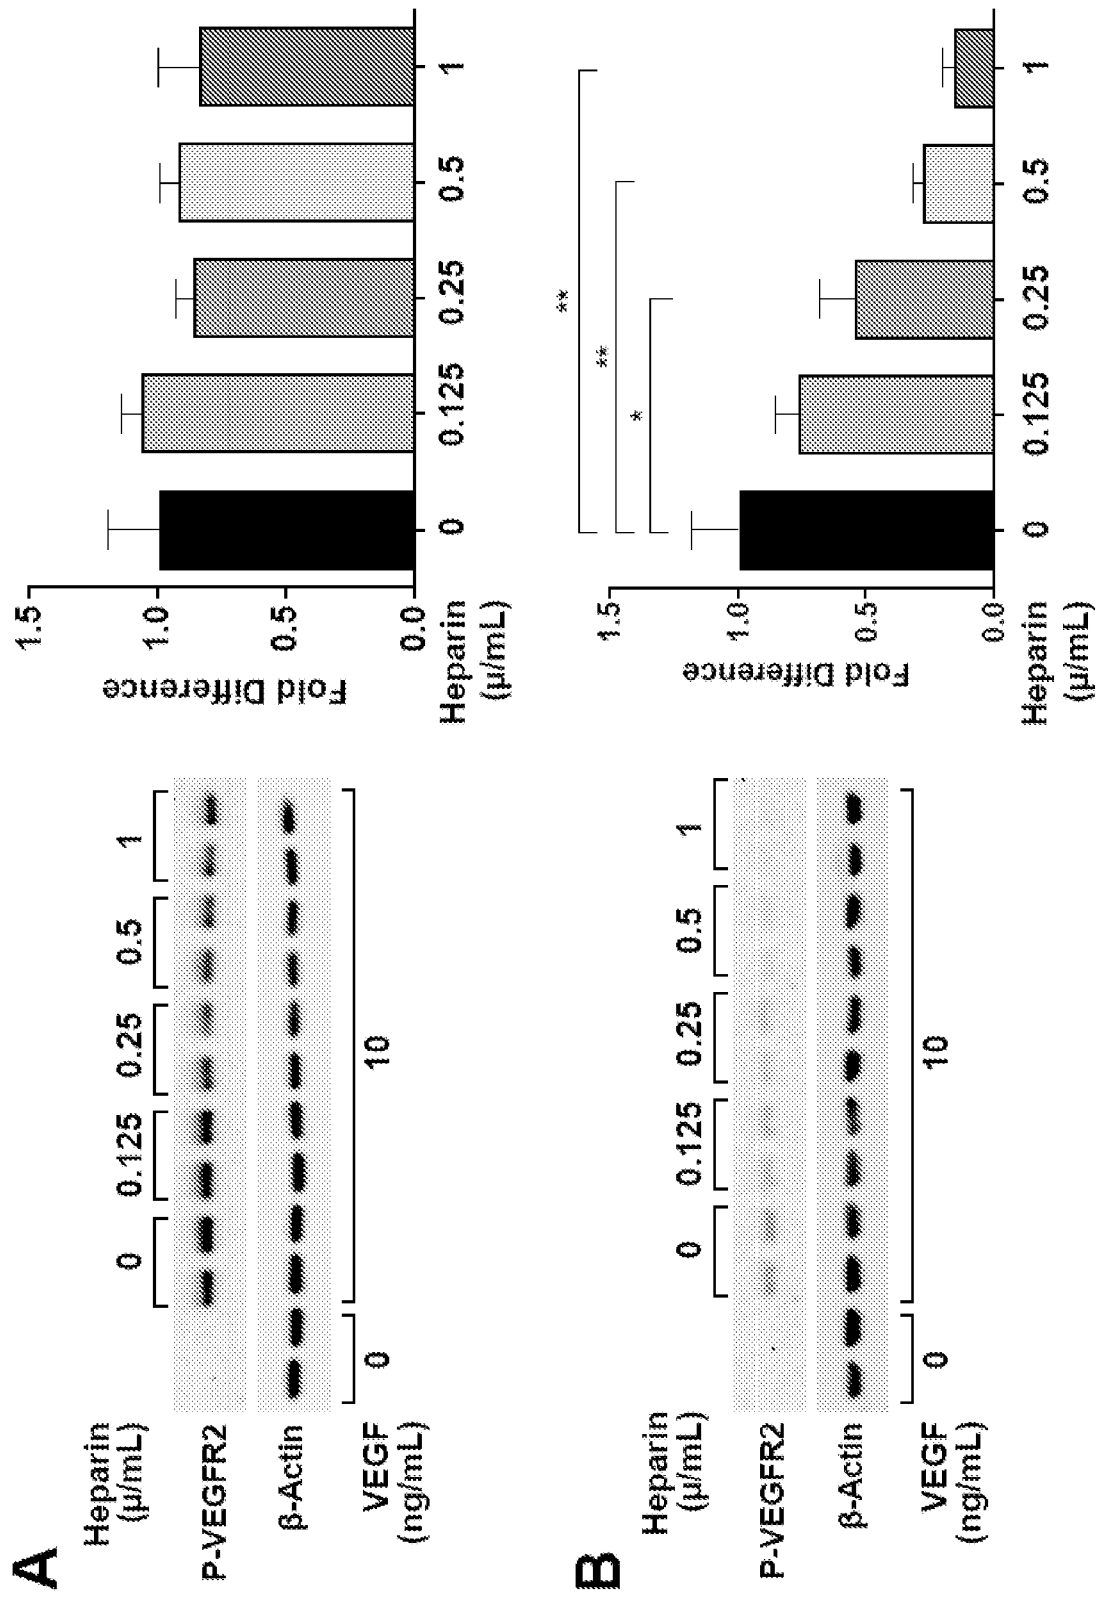 A
Heparin
(µ/mL)
0 0.125 0.25 0.5 1
P-VEGFR2
β-Actin
VEGF
(ng/mL)
0 10
Fold Difference
1.5
1.0
0.5
0.0
Heparin
(µ/mL)
0 0.125 0.25 0.5 1
B
Heparin
(µ/mL)
0 0.125 0.25 0.5 1
P-VEGFR2
β-Actin
VEGF
(ng/mL)
0 10
Fold Difference
1.5
1.0
0.5
0.0
**
**
*
Heparin
(µ/mL)
0 0.125 0.25 0.5 1